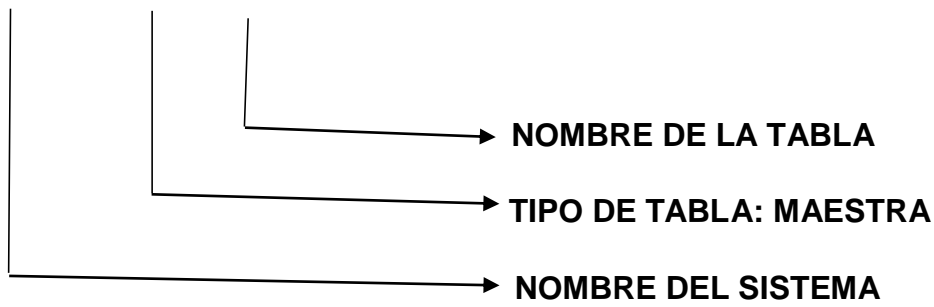 NOMBRE DE LA TABLA
TIPO DE TABLA: MAESTRA
NOMBRE DEL SISTEMA